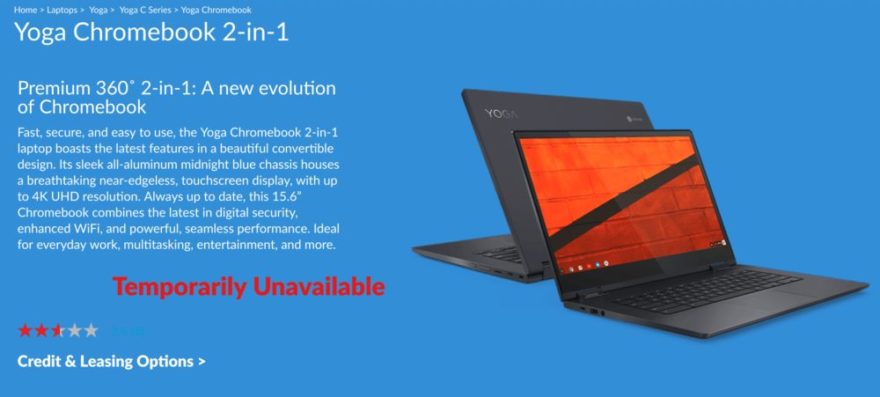 Home > Laptops > Yoga > Yoga C Series > Yoga Chromebook
Yoga Chromebook 2-in-1
Premium 360˚ 2-in-1: A new evolution
of Chromebook
Fast, secure, and easy to use, the Yoga Chromebook 2-in-1
laptop boasts the latest features in a beautiful convertible
design. Its sleek all-aluminum midnight blue chassis houses
a breathtaking near-edgeless, touchscreen display, with up
to 4K UHD resolution. Always up to date, this 15.6”
Chromebook combines the latest in digital security,
enhanced WiFi, and powerful, seamless performance. Ideal
for everyday work, multitasking, entertainment, and more.
Temporarily Unavailable
Credit & Leasing Options >
YOGA